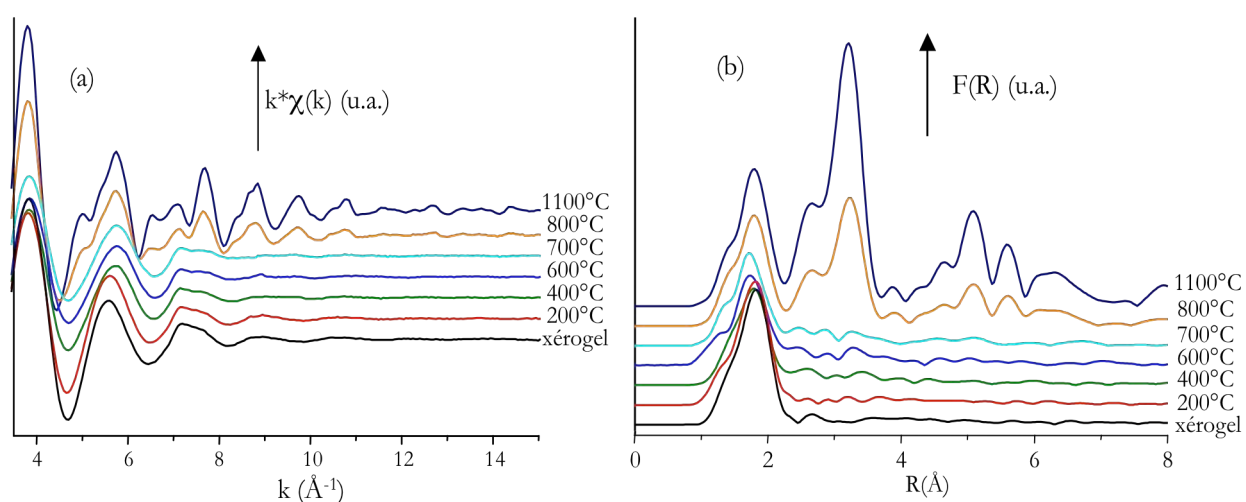 (a)
k*χ(k) (u.a.)
1100°C
800°C
700°C
600°C
400°C
200°C
xérogel
4 6 8 10 12 14
k (Å⁻¹)
(b)
F(R) (u.a.)
1100°C
800°C
700°C
600°C
400°C
200°C
xérogel
0 2 4 6 8
R(Å)